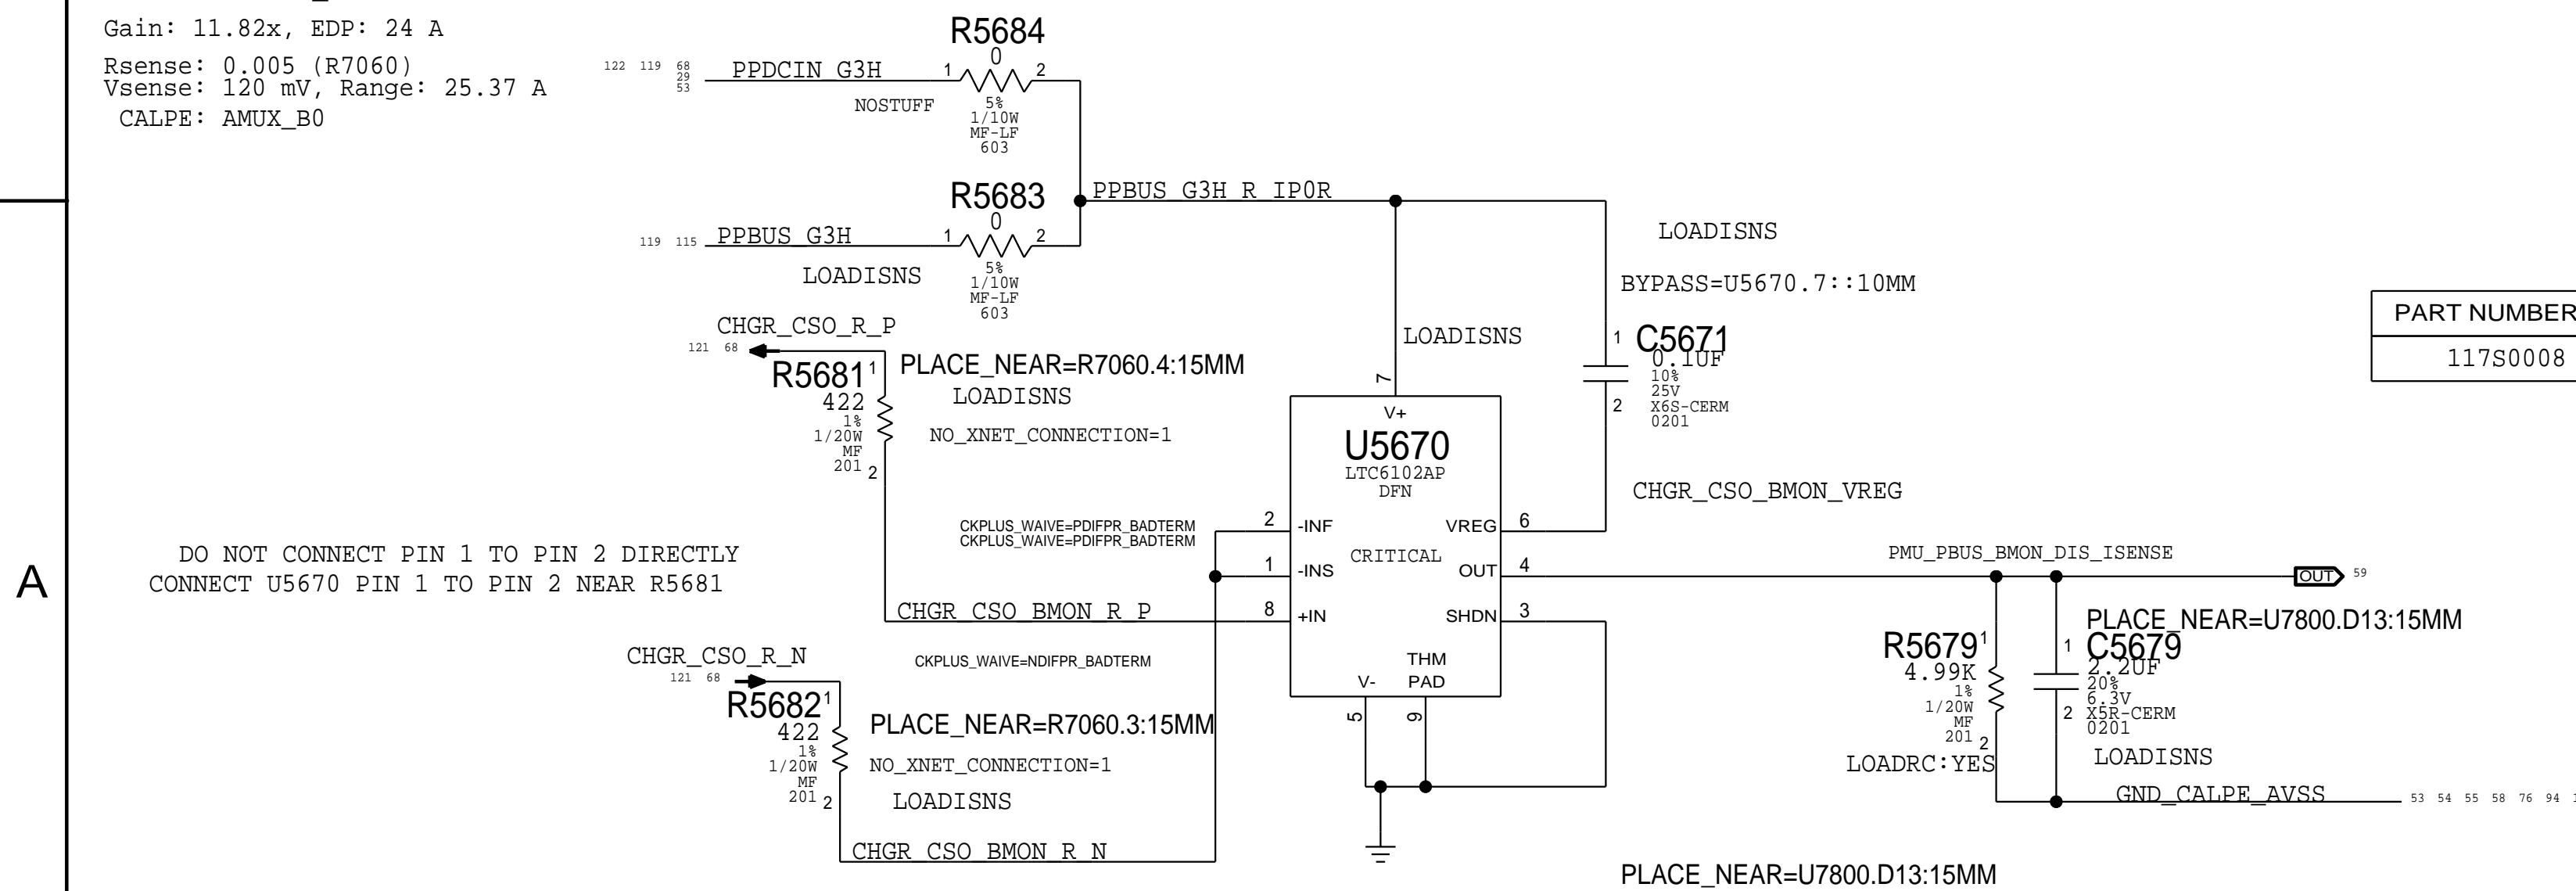 Gain: 11.82x, EDP: 24 A
Rsense: 0.005 (R7060)
Vsense: 120 mV, Range: 25.37 A
CALPE: AMUX_B0
122 119 68
29
53
PPDCIN_G3H
1
R5684
0
2
NOSTUFF
5%
1/10W
MF-LF
603
119 115
PPBUS_G3H
1
R5683
0
2
LOADISNS
5%
1/10W
MF-LF
603
PPBUS_G3H_R_IP0R
LOADISNS
BYPASS=U5670.7::10MM
LOADISNS
1
C5671
0.1UF
10%
25V
X6S-CERM
0201
2
PART NUMBER
117S0008
CHGR_CSO_R_P
121 68
R5681
1
422
1%
1/20W
MF
201
2
PLACE_NEAR=R7060.4:15MM
LOADISNS
NO_XNET_CONNECTION=1
7
V+
U5670
LTC6102AP
DFN
CRITICAL
CHGR_CSO_BMON_VREG
CKPLUS_WAIVE=PDIFPR_BADTERM
CKPLUS_WAIVE=PDIFPR_BADTERM
2 -INF
VREG 6
1 -INS
OUT 4
8 +IN
SHDN 3
THM
V- PAD
5 9
A
DO NOT CONNECT PIN 1 TO PIN 2 DIRECTLY
CONNECT U5670 PIN 1 TO PIN 2 NEAR R5681
CHGR_CSO_BMON_R_P
CKPLUS_WAIVE=NDIFPR_BADTERM
CHGR_CSO_R_N
121 68
R5682
1
422
1%
1/20W
MF
201
2
PLACE_NEAR=R7060.3:15MM
NO_XNET_CONNECTION=1
LOADISNS
CHGR_CSO_BMON_R_N
PMU_PBUS_BMON_DIS_ISENSE
OUT 59
PLACE_NEAR=U7800.D13:15MM
R5679
1
4.99K
1%
1/20W
MF
201
2
LOADRC:YES
1
C5679
2.2UF
20%
6.3V
X5R-CERM
0201
2
LOADISNS
GND_CALPE_AVSS
53 54 55 58 76 94
PLACE_NEAR=U7800.D13:15MM